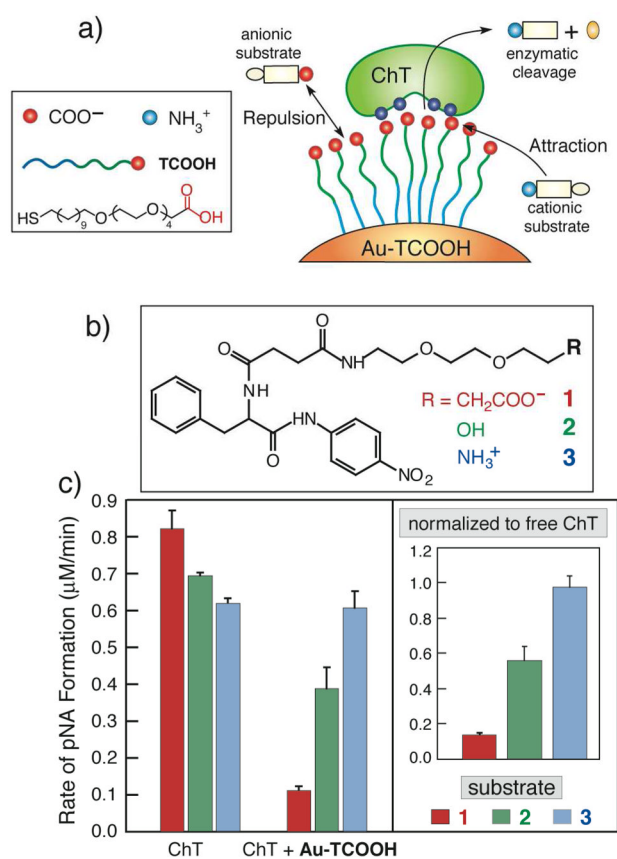 a)
anionic
substrate
Repulsion
ChT
+
enzymatic
cleavage
Attraction
cationic
substrate
Au-TCOOH
COO⁻
NH₃⁺
TCOOH
HS ( )₉ O ( O )₄ O OH
b)
O
O
N
H
O
O
R
NH
HN
O
NO₂
R = CH₂COO⁻ 1
OH 2
NH₃⁺ 3
c)
Rate of pNA Formation (μM/min)
0.9
0.8
0.7
0.6
0.5
0.4
0.3
0.2
0.1
0.0
ChT
ChT + Au-TCOOH
normalized to free ChT
1.2
1.0
0.8
0.6
0.4
0.2
0.0
substrate
1 2 3